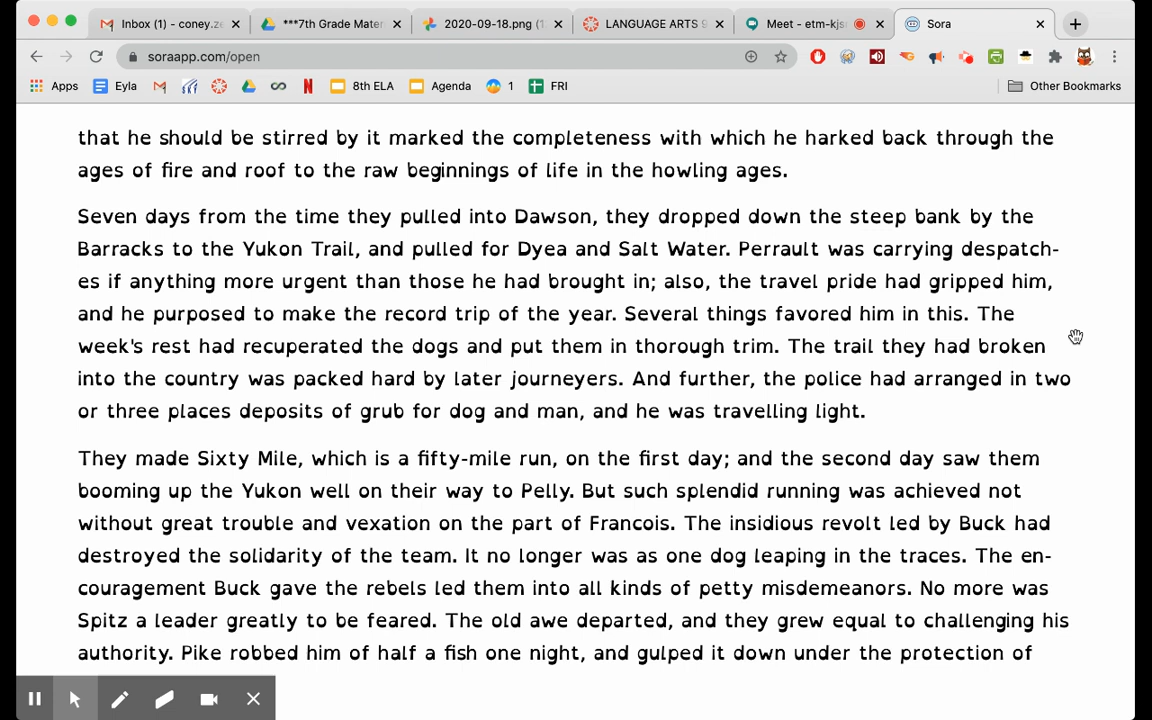 Inbox (1) - coney.ze
***7th Grade Mater
2020-09-18.png (1
LANGUAGE ARTS 9
Meet - etm-kjs
Sora
soraapp.com/open
Apps
Eyla
8th ELA
Agenda
1
FRI
Other Bookmarks
that he should be stirred by it marked the completeness with which he harked back through the
ages of fire and roof to the raw beginnings of life in the howling ages.
Seven days from the time they pulled into Dawson, they dropped down the steep bank by the
Barracks to the Yukon Trail, and pulled for Dyea and Salt Water. Perrault was carrying despatch-
es if anything more urgent than those he had brought in; also, the travel pride had gripped him,
and he purposed to make the record trip of the year. Several things favored him in this. The
week's rest had recuperated the dogs and put them in thorough trim. The trail they had broken
into the country was packed hard by later journeyers. And further, the police had arranged in two
or three places deposits of grub for dog and man, and he was travelling light.
They made Sixty Mile, which is a fifty-mile run, on the first day; and the second day saw them
booming up the Yukon well on their way to Pelly. But such splendid running was achieved not
without great trouble and vexation on the part of Francois. The insidious revolt led by Buck had
destroyed the solidarity of the team. It no longer was as one dog leaping in the traces. The en-
couragement Buck gave the rebels led them into all kinds of petty misdemeanors. No more was
Spitz a leader greatly to be feared. The old awe departed, and they grew equal to challenging his
authority. Pike robbed him of half a fish one night, and gulped it down under the protection of